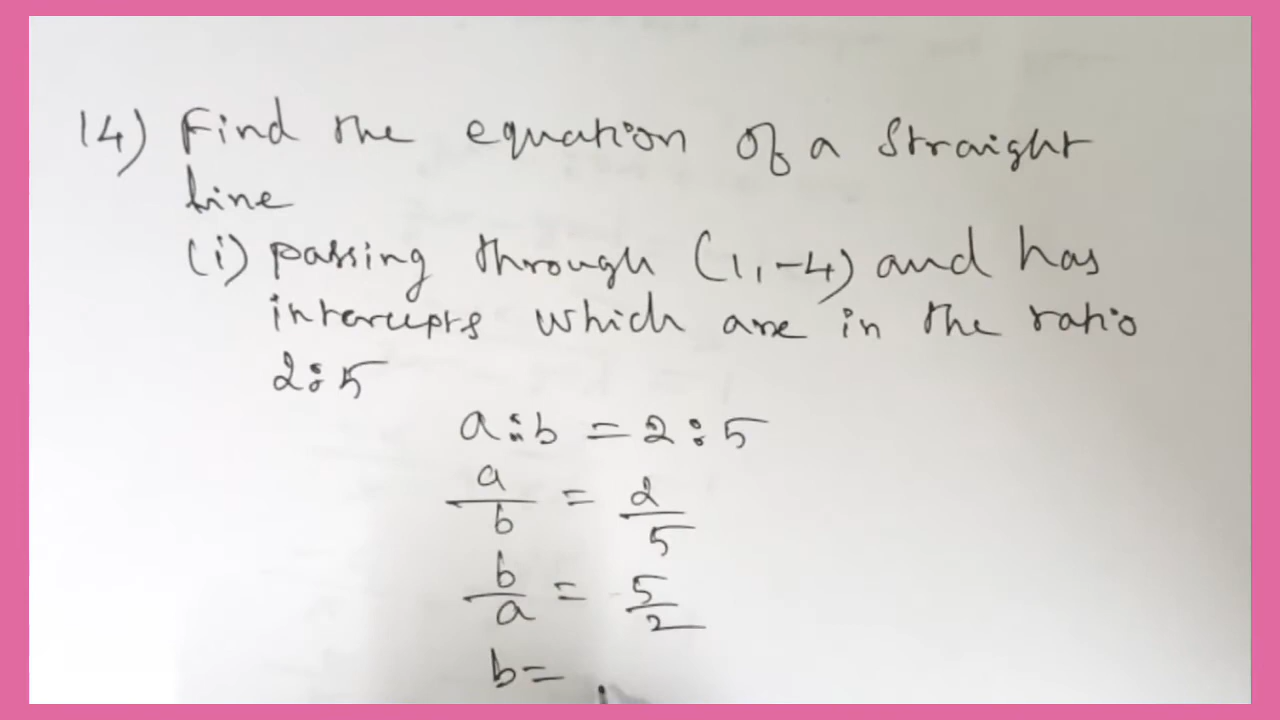 14) Find the equation of a straight
line
(i) passing through (1, -4) and has
intercepts which are in the ratio
2:5
a:b = 2:5
a/b = 2/5
b/a = 5/2
b=